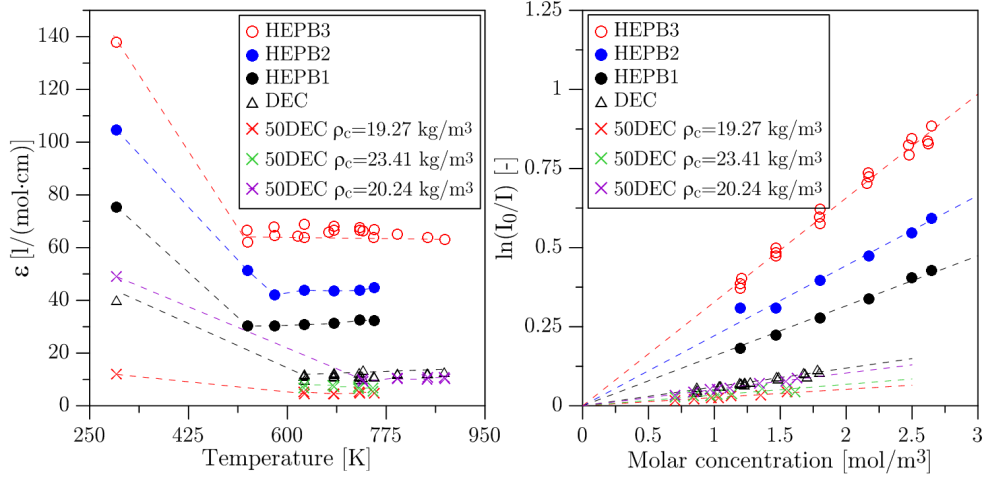 140
120
100
80
60
40
20
0
ε [l/(mol·cm)]
HEPB3
HEPB2
HEPB1
DEC
50DEC ρc=19.27 kg/m³
50DEC ρc=23.41 kg/m³
50DEC ρc=20.24 kg/m³
250
425
600
775
950
Temperature [K]
1.25
1
0.75
0.5
0.25
0
ln(I₀/I) [-]
HEPB3
HEPB2
HEPB1
DEC
50DEC ρc=19.27 kg/m³
50DEC ρc=23.41 kg/m³
50DEC ρc=20.24 kg/m³
0
0.5
1
1.5
2
2.5
3
Molar concentration [mol/m³]